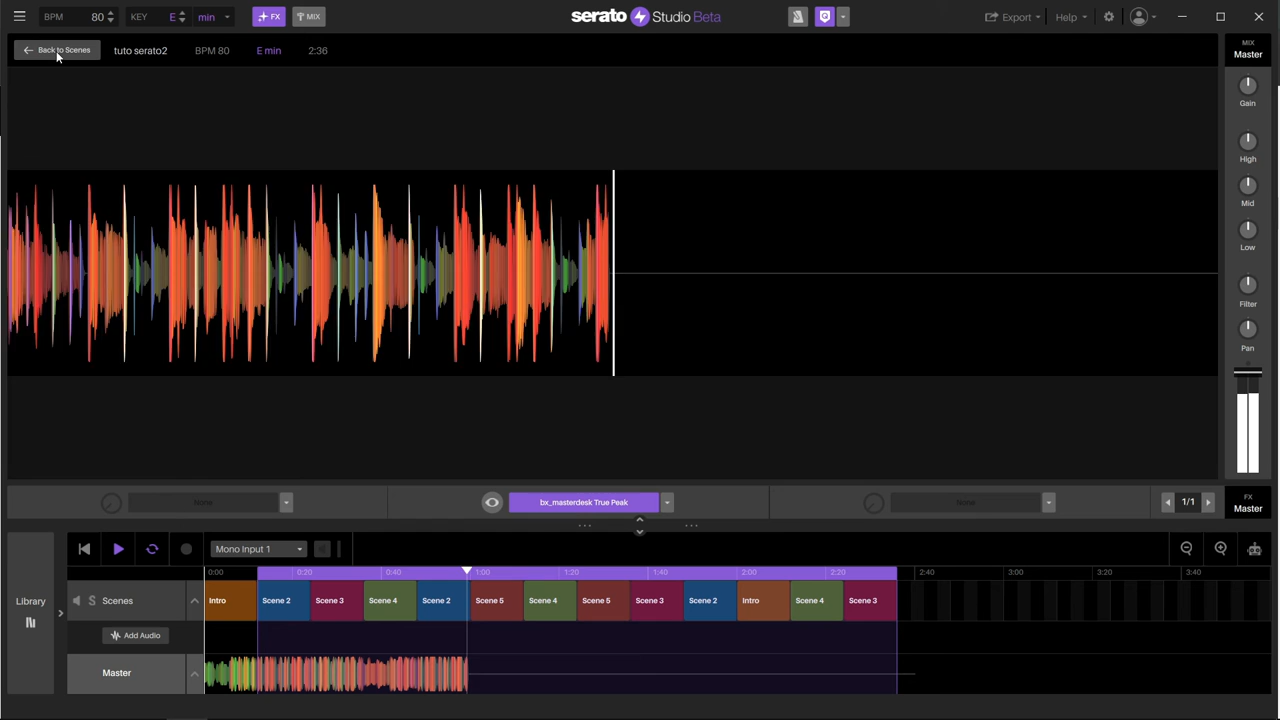 BPM 80 KEY E min FX MIX serato Studio Beta Export Help
Back to Scenes tuto serato2 BPM 80 E min 2:36
MIX
Master
Gain
High
Mid
Low
Filter
Pan
None bx_masterdesk True Peak None 1/1
FX
Master
Mono Input 1
0:00 0:20 0:40 1:00 1:20 1:40 2:00 2:20 2:40 3:00 3:20 3:40
Library
S Scenes Intro Scene 2 Scene 3 Scene 4 Scene 2 Scene 5 Scene 4 Scene 5 Scene 3 Scene 2 Intro Scene 4 Scene 3
Add Audio
Master